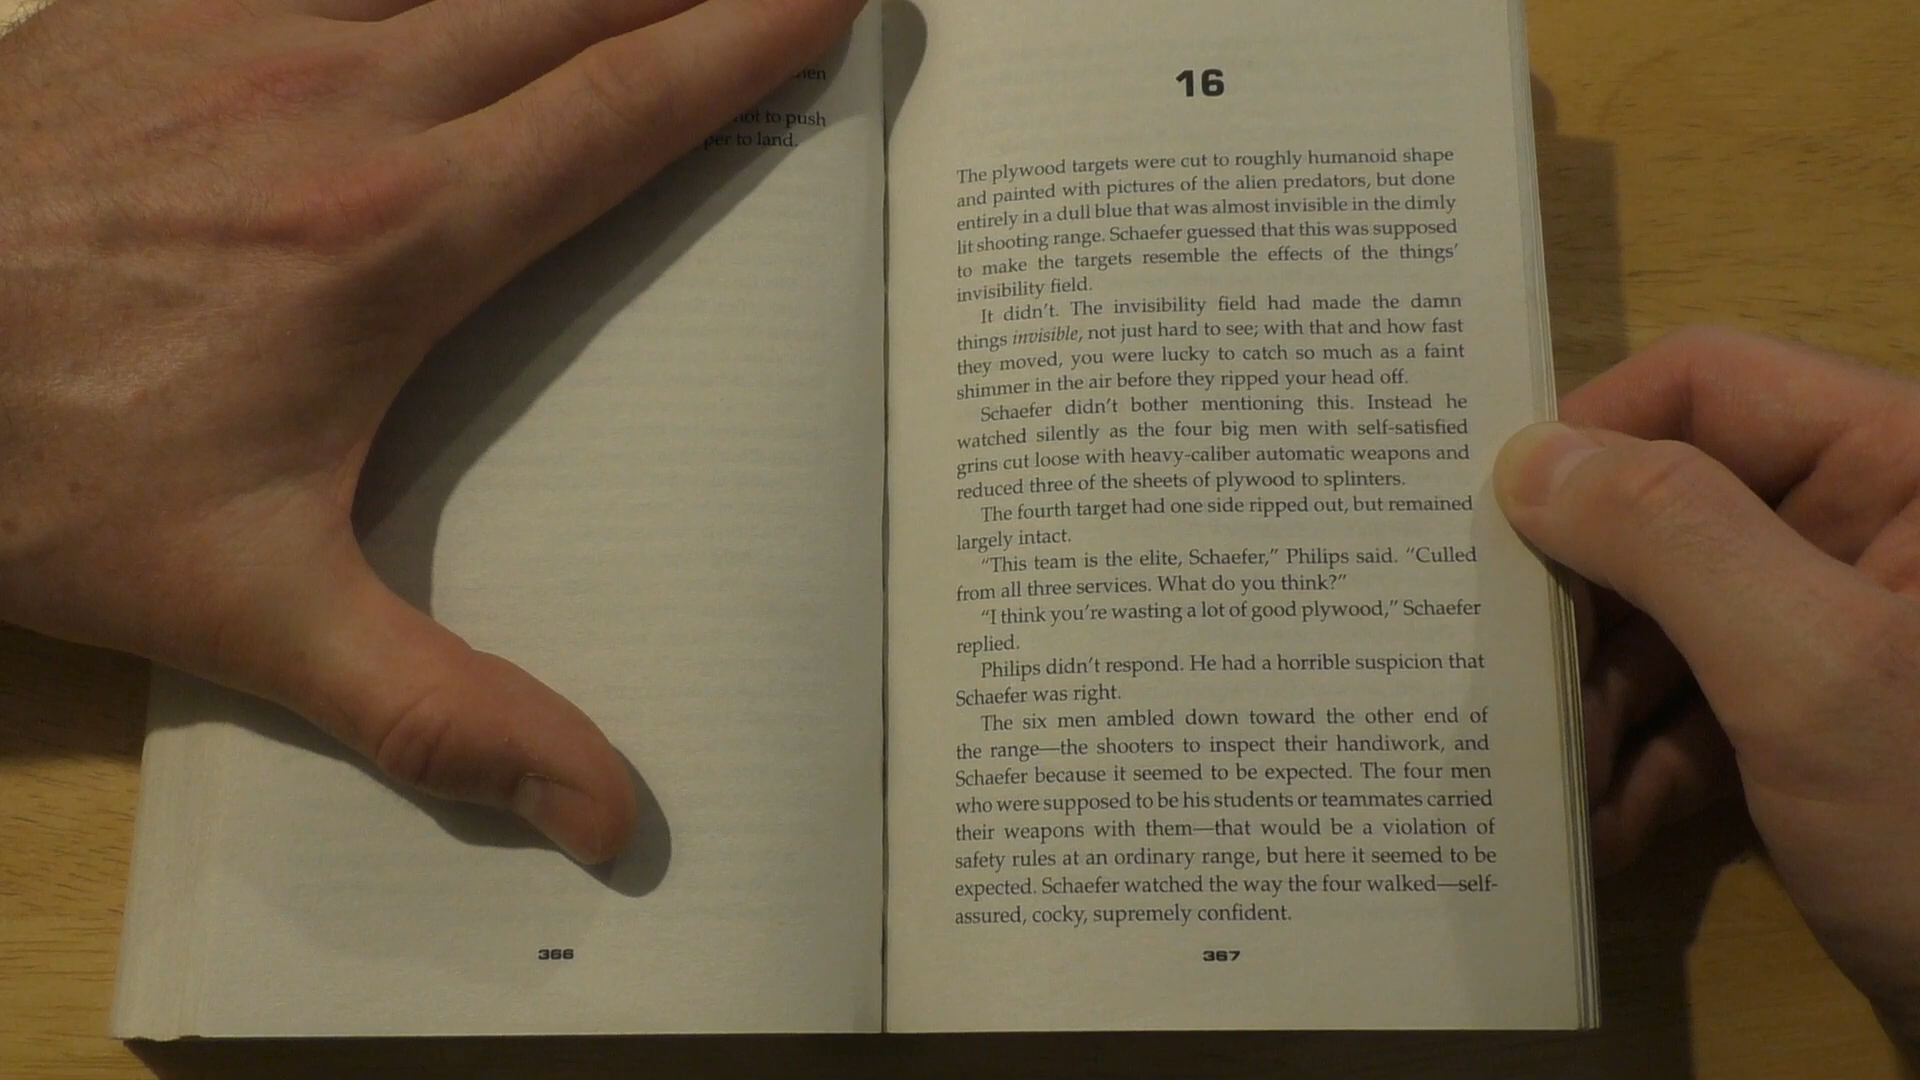 not to push
to land.
366
16
The plywood targets were cut to roughly humanoid shape
and painted with pictures of the alien predators, but done
entirely in a dull blue that was almost invisible in the dimly
lit shooting range. Schaefer guessed that this was supposed
to make the targets resemble the effects of the things’
invisibility field.
It didn’t. The invisibility field had made the damn
things invisible, not just hard to see; with that and how fast
they moved, you were lucky to catch so much as a faint
shimmer in the air before they ripped your head off.
Schaefer didn’t bother mentioning this. Instead he
watched silently as the four big men with self-satisfied
grins cut loose with heavy-caliber automatic weapons and
reduced three of the sheets of plywood to splinters.
The fourth target had one side ripped out, but remained
largely intact.
“This team is the elite, Schaefer,” Philips said. “Culled
from all three services. What do you think?”
“I think you’re wasting a lot of good plywood,” Schaefer
replied.
Philips didn’t respond. He had a horrible suspicion that
Schaefer was right.
The six men ambled down toward the other end of
the range—the shooters to inspect their handiwork, and
Schaefer because it seemed to be expected. The four men
who were supposed to be his students or teammates carried
their weapons with them—that would be a violation of
safety rules at an ordinary range, but here it seemed to be
expected. Schaefer watched the way the four walked—self-
assured, cocky, supremely confident.
367